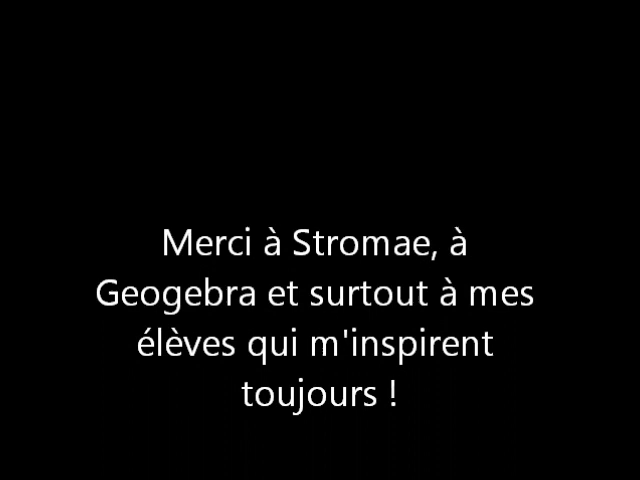 Merci à Stromae, à
Geogebra et surtout à mes
élèves qui m'inspirent
toujours !